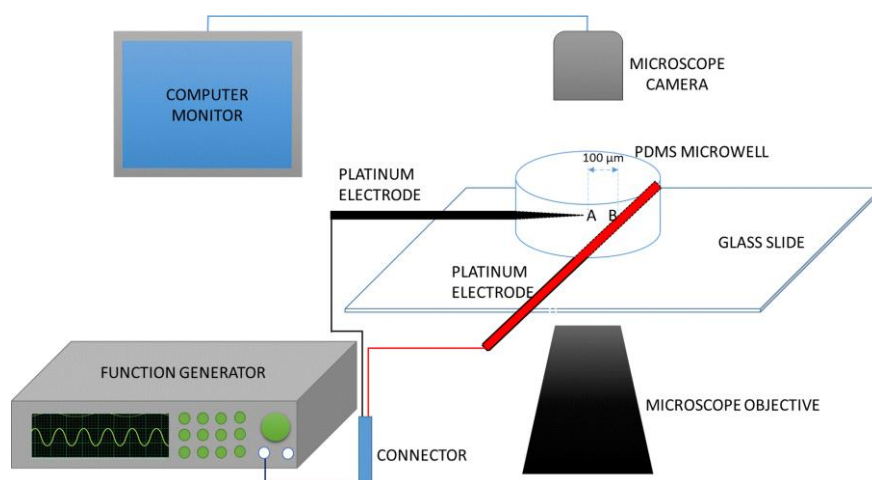 COMPUTER
MONITOR
MICROSCOPE
CAMERA
100 µm
PDMS MICROWELL
PLATINUM
ELECTRODE
A B
GLASS SLIDE
PLATINUM
ELECTRODE
FUNCTION GENERATOR
MICROSCOPE OBJECTIVE
CONNECTOR